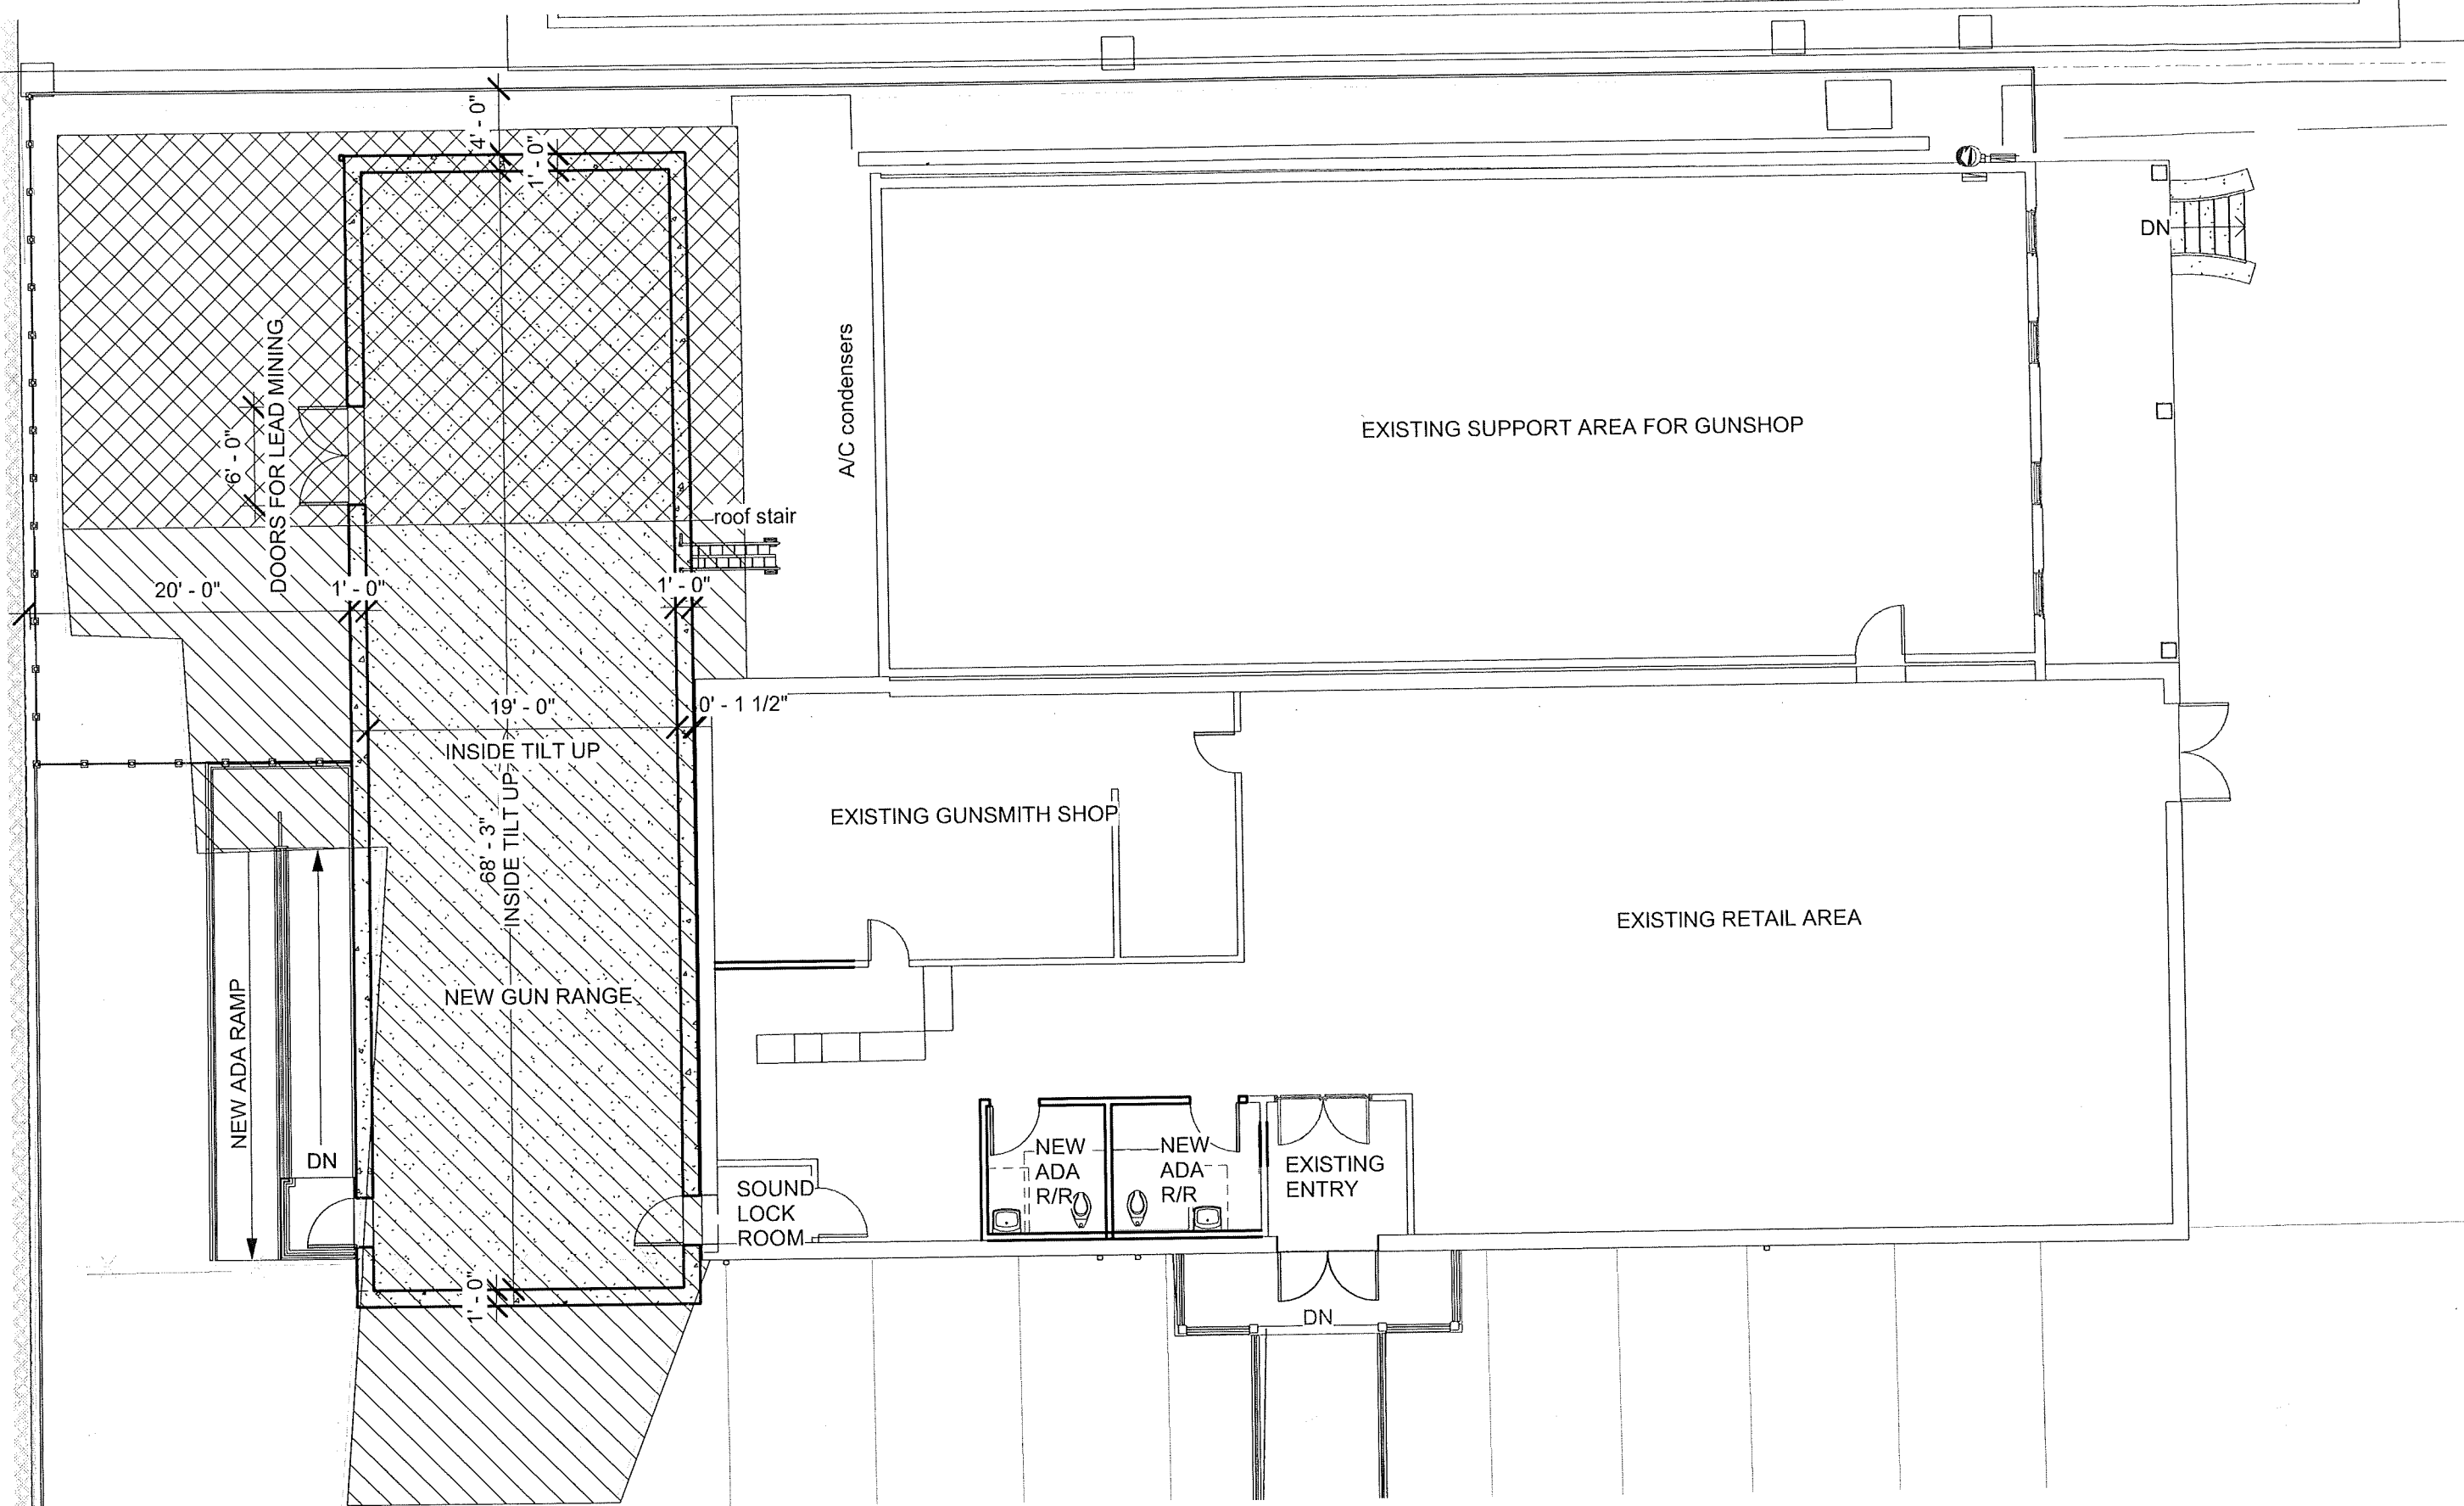 4' - 0"
1' - 0"
DN
DOORS FOR LEAD MINING
6' - 0"
A/C condensers
EXISTING SUPPORT AREA FOR GUNSHOP
roof stair
20' - 0"
1' - 0"
1' - 0"
19' - 0"
0' - 1 1/2"
INSIDE TILT UP
68' - 3"
INSIDE TILT UP
EXISTING GUNSMITH SHOP
EXISTING RETAIL AREA
NEW GUN RANGE
NEW ADA RAMP
DN
NEW
ADA
R/R
NEW
ADA
R/R
EXISTING
ENTRY
SOUND
LOCK
ROOM
1' - 0"
DN